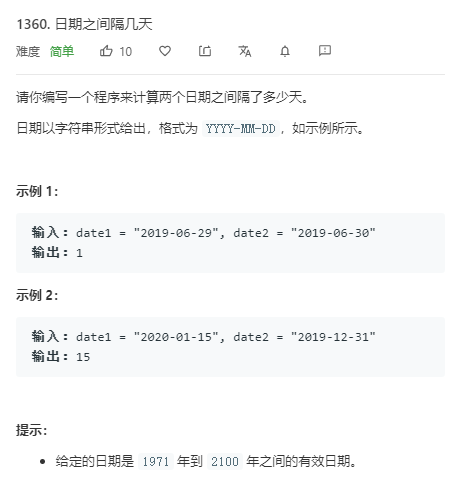 1360. 日期之间隔几天
难度 简单 10
请你编写一个程序来计算两个日期之间隔了多少天。
日期以字符串形式给出，格式为 YYYY-MM-DD，如示例所示。
示例 1：
输入：date1 = "2019-06-29", date2 = "2019-06-30"
输出：1
示例 2：
输入：date1 = "2020-01-15", date2 = "2019-12-31"
输出：15
提示：
• 给定的日期是 1971 年到 2100 年之间的有效日期。